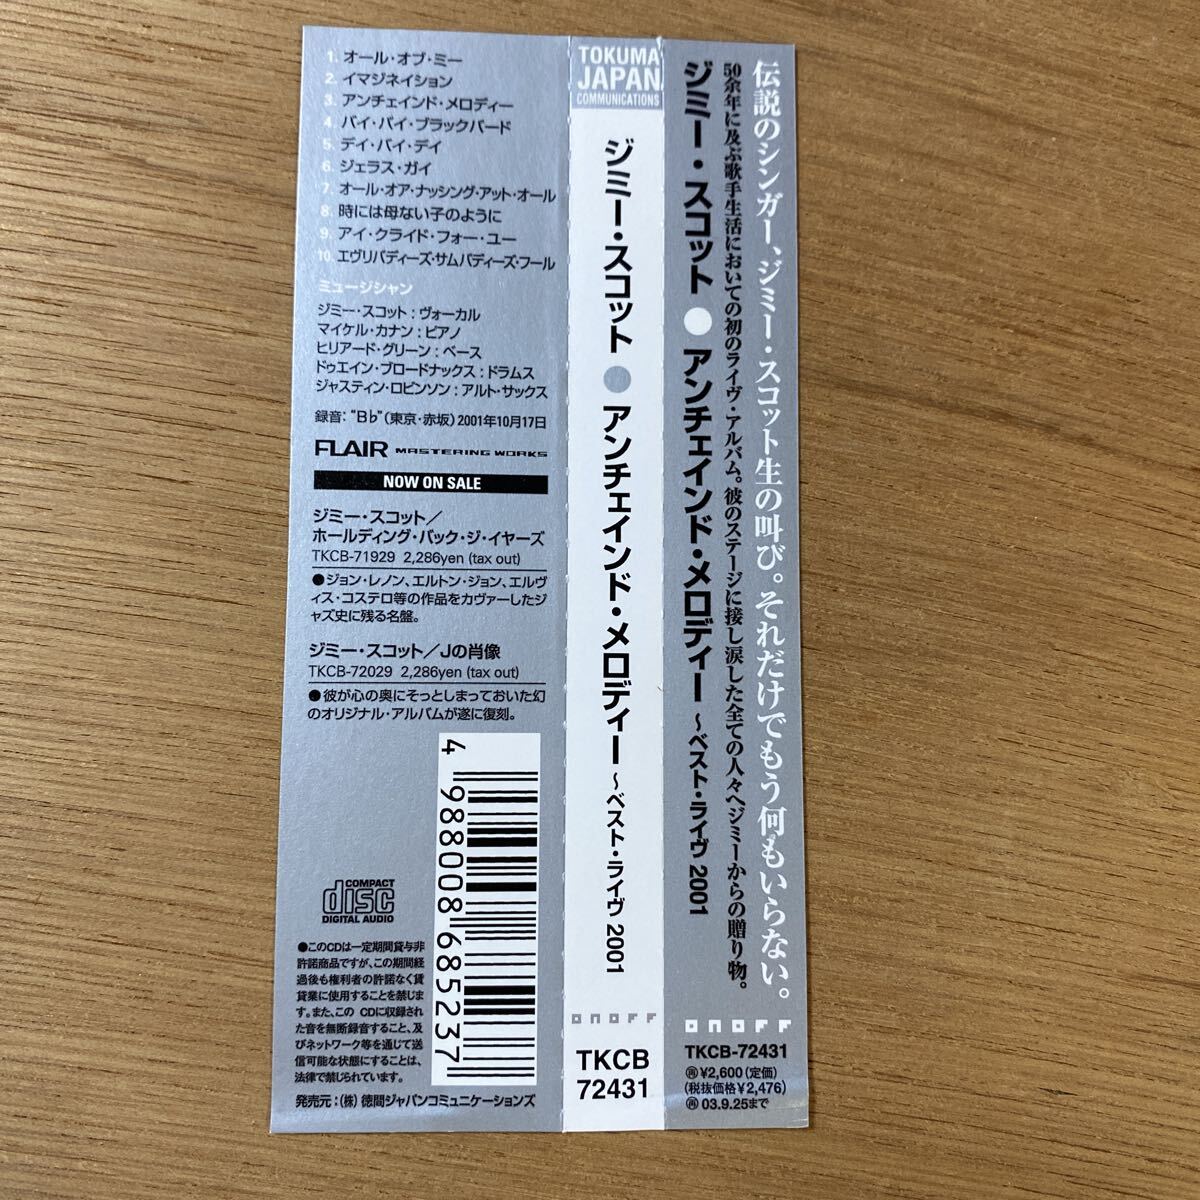 伝説のシンガー、ジミー・スコット生の叫び。それだけでもう何もいらない。
50余年に及ぶ歌手生活においての初のライヴ・アルバム。彼のステージに接し涙した全ての人々へジミーからの贈り物。
ジミー・スコット●アンチェインド・メロディー 〜ベスト・ライヴ 2001
onoff
TKCB-72431
㊐¥2,600(定価)
(税抜価格¥2,476)
㊐03.9.25まで
TOKUMA
JAPAN
COMMUNICATIONS
ジミー・スコット●アンチェインド・メロディー 〜ベスト・ライヴ 2001
onoff
TKCB
72431
1. オール・オブ・ミー
2. イマジネイション
3. アンチェインド・メロディー
4. バイ・バイ・ブラックバード
5. デイ・バイ・デイ
6. ジェラス・ガイ
7. オール・オア・ナッシング・アット・オール
8. 時には母ない子のように
9. アイ・クライド・フォー・ユー
10. エヴリバディーズ・サムバディーズ・フール
ミュージシャン
ジミー・スコット：ヴォーカル
マイケル・カナン：ピアノ
ヒリアード・グリーン：ベース
ドゥエイン・ブロードナックス：ドラムス
ジャスティン・ロビンソン：アルト・サックス
録音："B♭"(東京・赤坂) 2001年10月17日
FLAIR MASTERING WORKS
NOW ON SALE
ジミー・スコット／
ホールディング・バック・ジ・イヤーズ
TKCB-71929 2,286yen (tax out)
●ジョン・レノン、エルトン・ジョン、エルヴ
ィス・コステロ等の作品をカヴァーしたジ
ャズ史に残る名盤。
ジミー・スコット／Jの肖像
TKCB-72029 2,286yen (tax out)
●彼が心の奥にそっとしまっておいた幻
のオリジナル・アルバムが遂に復刻。
4 988008 685237
COMPACT
disc
DIGITAL AUDIO
●このCDは一定期間貸与非
許諾商品ですが、この期間経
過後も権利者の許諾なく賃
貸業に使用することを禁じま
す。また、この CDに収録され
た音を無断録音すること、及
びネットワーク等を通じて送
信可能な状態にすることは、
法律で禁じられています。
発売元：(株) 徳間ジャパンコミュニケーションズ